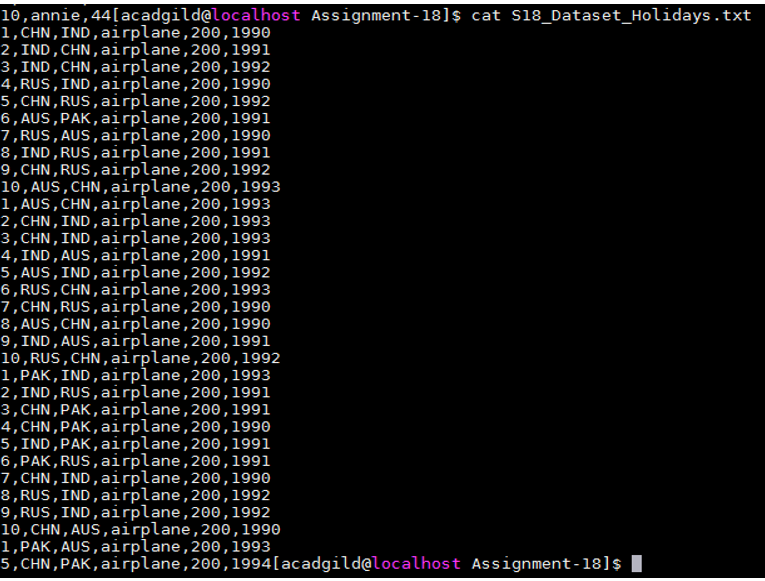 10,annie,44[acadgild@localhost Assignment-18]$ cat S18_Dataset_Holidays.txt
1,CHN,IND,airplane,200,1990
2,IND,CHN,airplane,200,1991
3,IND,CHN,airplane,200,1992
4,RUS,IND,airplane,200,1990
5,CHN,RUS,airplane,200,1992
6,AUS,PAK,airplane,200,1991
7,RUS,AUS,airplane,200,1990
8,IND,RUS,airplane,200,1991
9,CHN,RUS,airplane,200,1992
10,AUS,CHN,airplane,200,1993
1,AUS,CHN,airplane,200,1993
2,CHN,IND,airplane,200,1993
3,CHN,IND,airplane,200,1993
4,IND,AUS,airplane,200,1991
5,AUS,IND,airplane,200,1992
6,RUS,CHN,airplane,200,1993
7,CHN,RUS,airplane,200,1990
8,AUS,CHN,airplane,200,1990
9,IND,AUS,airplane,200,1991
10,RUS,CHN,airplane,200,1992
1,PAK,IND,airplane,200,1993
2,IND,RUS,airplane,200,1991
3,CHN,PAK,airplane,200,1991
4,CHN,PAK,airplane,200,1990
5,IND,PAK,airplane,200,1991
6,PAK,RUS,airplane,200,1991
7,CHN,IND,airplane,200,1990
8,RUS,IND,airplane,200,1992
9,RUS,IND,airplane,200,1992
10,CHN,AUS,airplane,200,1990
1,PAK,AUS,airplane,200,1993
5,CHN,PAK,airplane,200,1994[acadgild@localhost Assignment-18]$